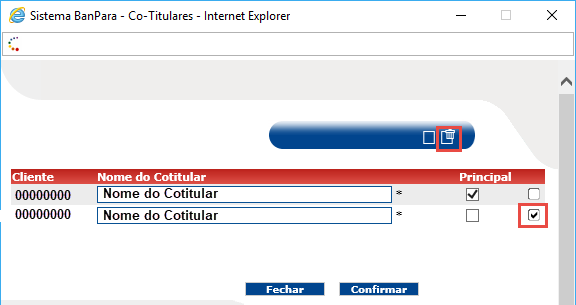 Sistema BanPara - Co-Titulares - Internet Explorer
Cliente Nome do Cotitular Principal
00000000 Nome do Cotitular *
00000000 Nome do Cotitular *
Fechar Confirmar